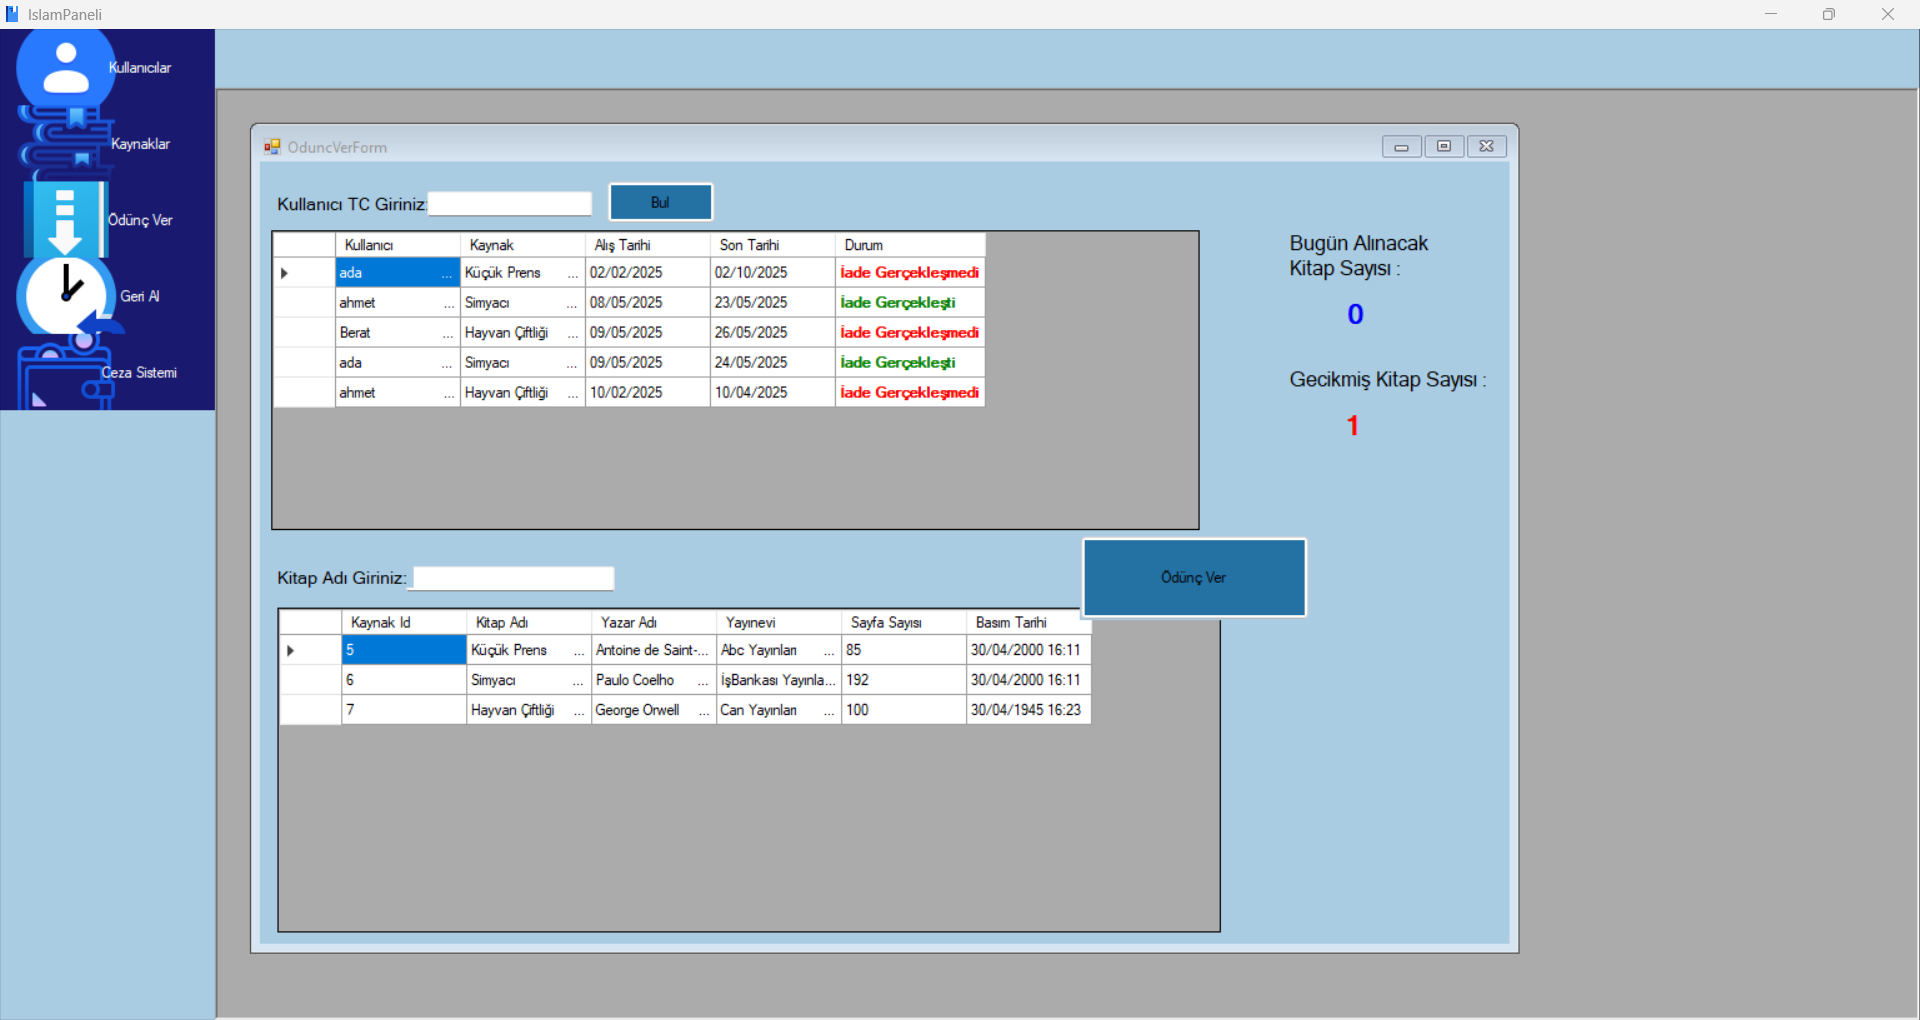 IslamPaneli
Kullanıcılar
Kaynaklar
Ödünç Ver
Geri Al
Ceza Sistemi
OduncVerForm
Kullanıcı TC Giriniz:
Bul
Kullanıcı Kaynak Alış Tarihi Son Tarihi Durum
ada ... Küçük Prens ... 02/02/2025 02/10/2025 İade Gerçekleşmedi
ahmet ... Simyacı ... 08/05/2025 23/05/2025 İade Gerçekleşti
Berat ... Hayvan Çiftliği ... 09/05/2025 26/05/2025 İade Gerçekleşmedi
ada ... Simyacı ... 09/05/2025 24/05/2025 İade Gerçekleşti
ahmet ... Hayvan Çiftliği ... 10/02/2025 10/04/2025 İade Gerçekleşmedi
Bugün Alınacak
Kitap Sayısı :
0
Gecikmiş Kitap Sayısı :
1
Kitap Adı Giriniz:
Ödünç Ver
Kaynak Id Kitap Adı Yazar Adı Yayınevi Sayfa Sayısı Basım Tarihi
5 Küçük Prens ... Antoine de Saint-... Abc Yayınları ... 85 30/04/2000 16:11
6 Simyacı ... Paulo Coelho ... İşBankası Yayınla... 192 30/04/2000 16:11
7 Hayvan Çiftliği ... George Orwell ... Can Yayınları ... 100 30/04/1945 16:23